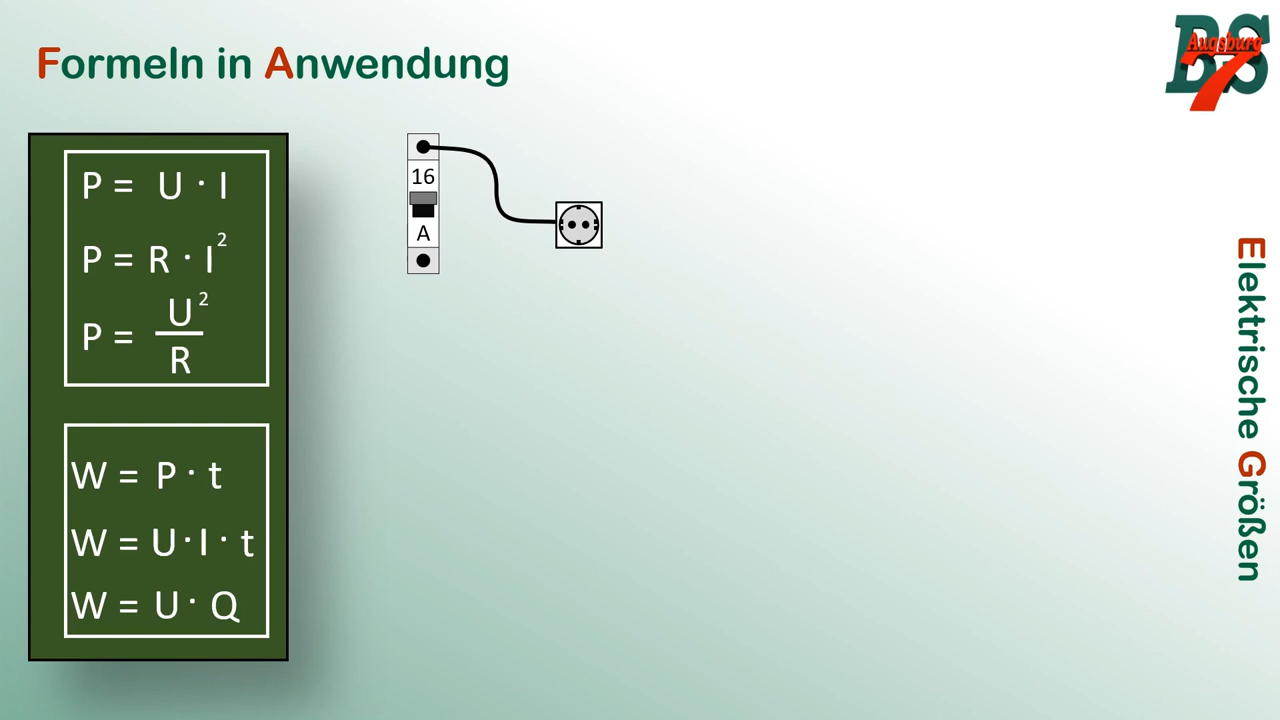 Formeln in Anwendung
Augsburg
BS
7
P = U · I
P = R · I²
P = U² / R
W = P · t
W = U · I · t
W = U · Q
16
A
Elektrische Größen